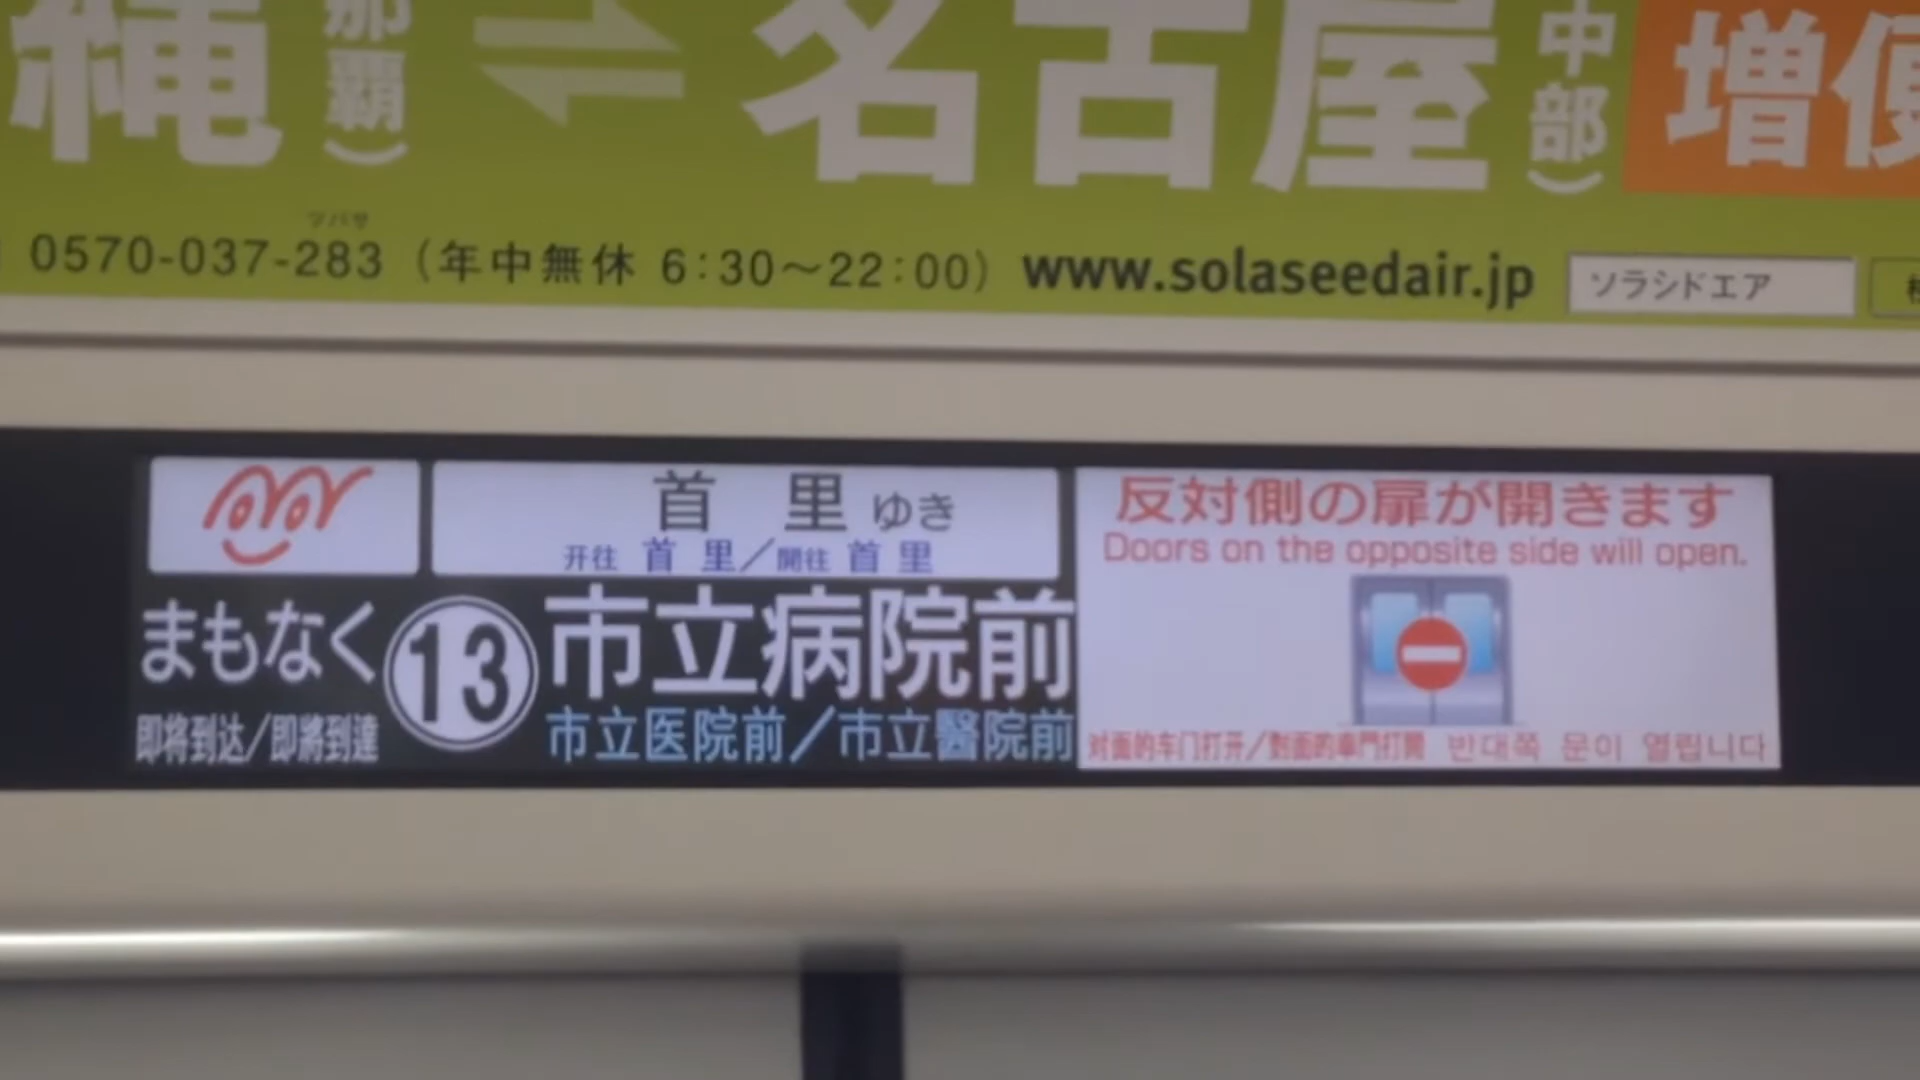 縄 那覇) ⇌ 名古屋 中部) 増便
ツバサ
0570-037-283 (年中無休 6:30～22:00) www.solaseedair.jp ソラシドエア
首里ゆき
开往 首里／開往 首里
まもなく 13 市立病院前
即将到达／即將到達 市立医院前／市立醫院前
反対側の扉が開きます
Doors on the opposite side will open.
对面的车门打开／對面的車門打開 반대쪽 문이 열립니다